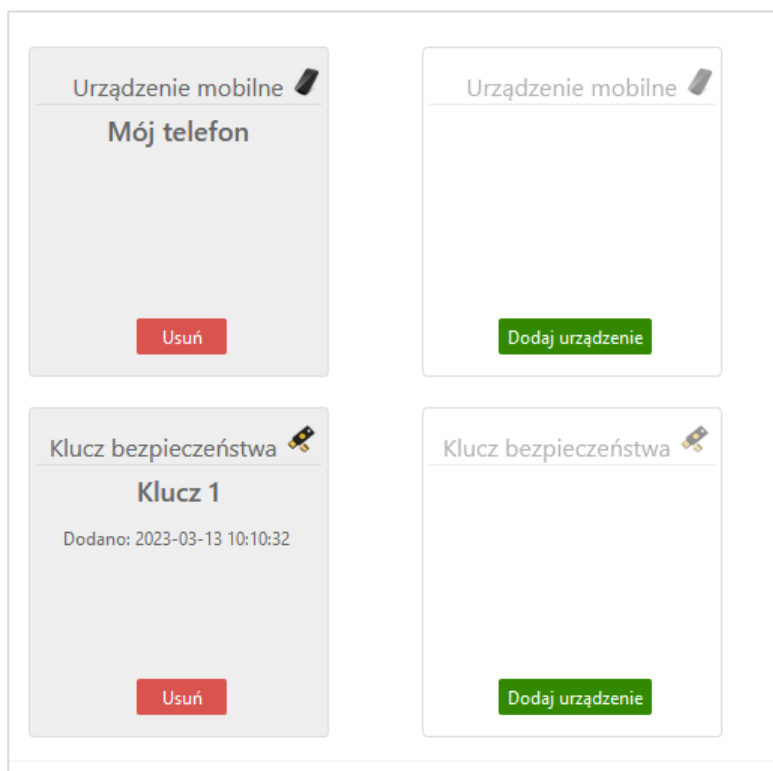 Urządzenie mobilne
Mój telefon
Usuń
Urządzenie mobilne
Dodaj urządzenie
Klucz bezpieczeństwa
Klucz 1
Dodano: 2023-03-13 10:10:32
Usuń
Klucz bezpieczeństwa
Dodaj urządzenie